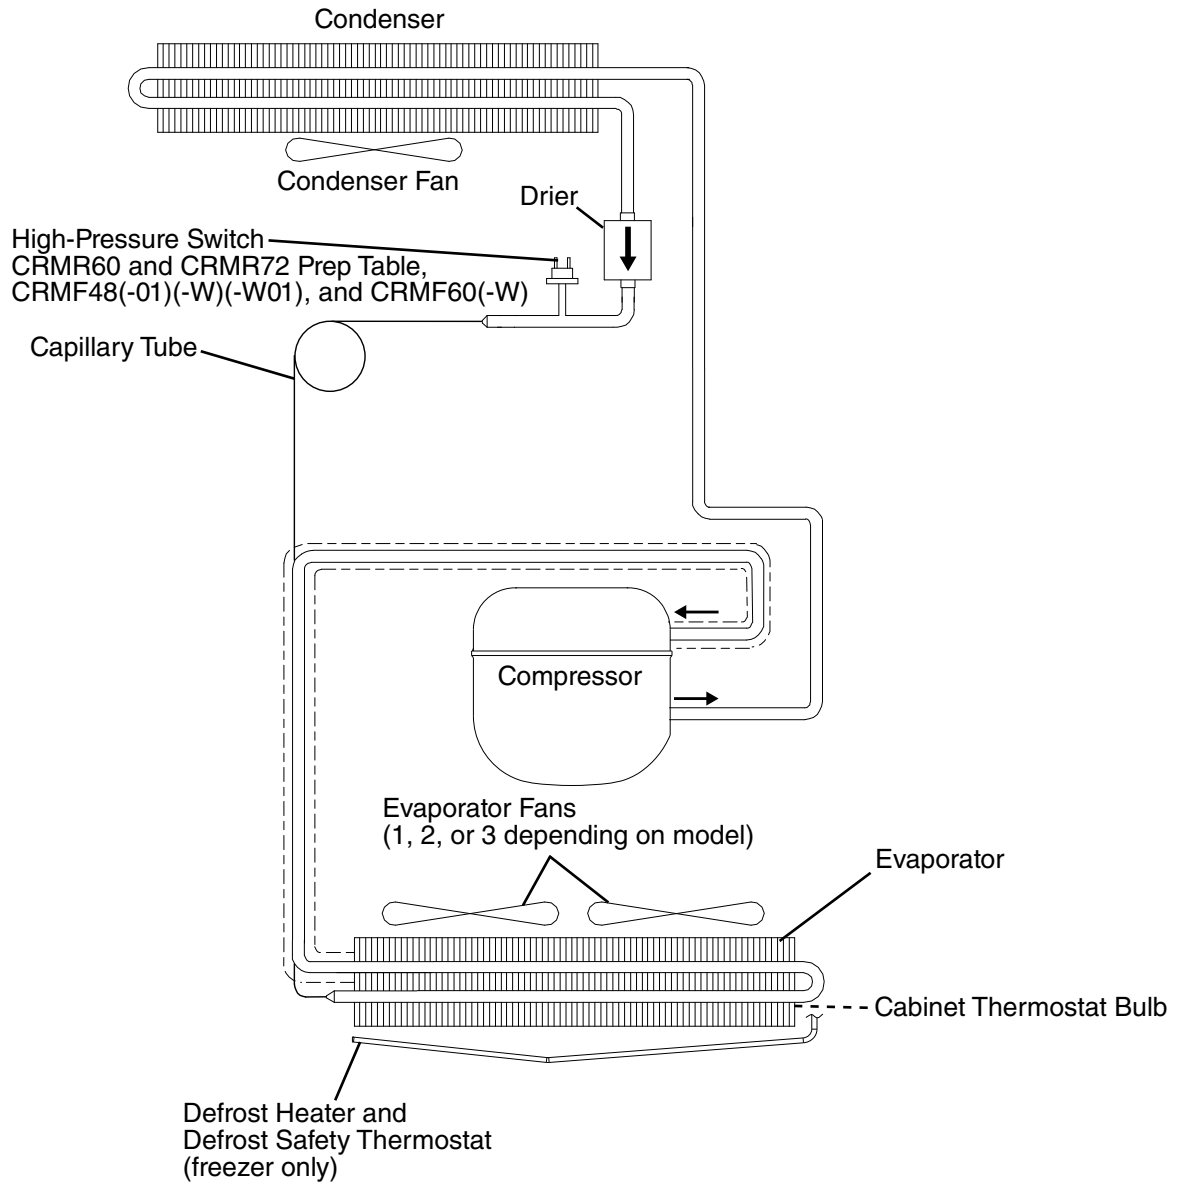 Condenser
Condenser Fan
Drier
High-Pressure Switch
CRMR60 and CRMR72 Prep Table,
CRMF48(-01)(-W)(-W01), and CRMF60(-W)
Capillary Tube
Compressor
Evaporator Fans
(1, 2, or 3 depending on model)
Evaporator
Cabinet Thermostat Bulb
Defrost Heater and
Defrost Safety Thermostat
(freezer only)